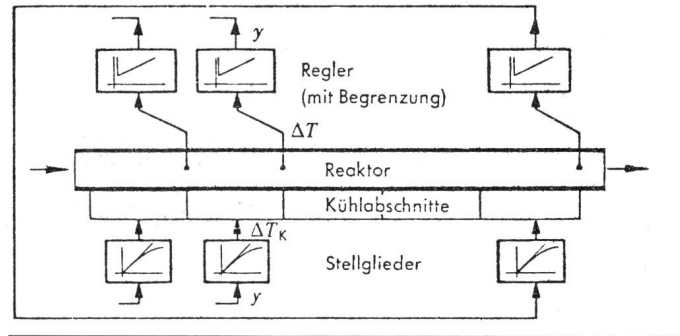 y
Regler
(mit Begrenzung)
ΔT
Reaktor
Kühlabschnitte
ΔT_K
Stellglieder
y